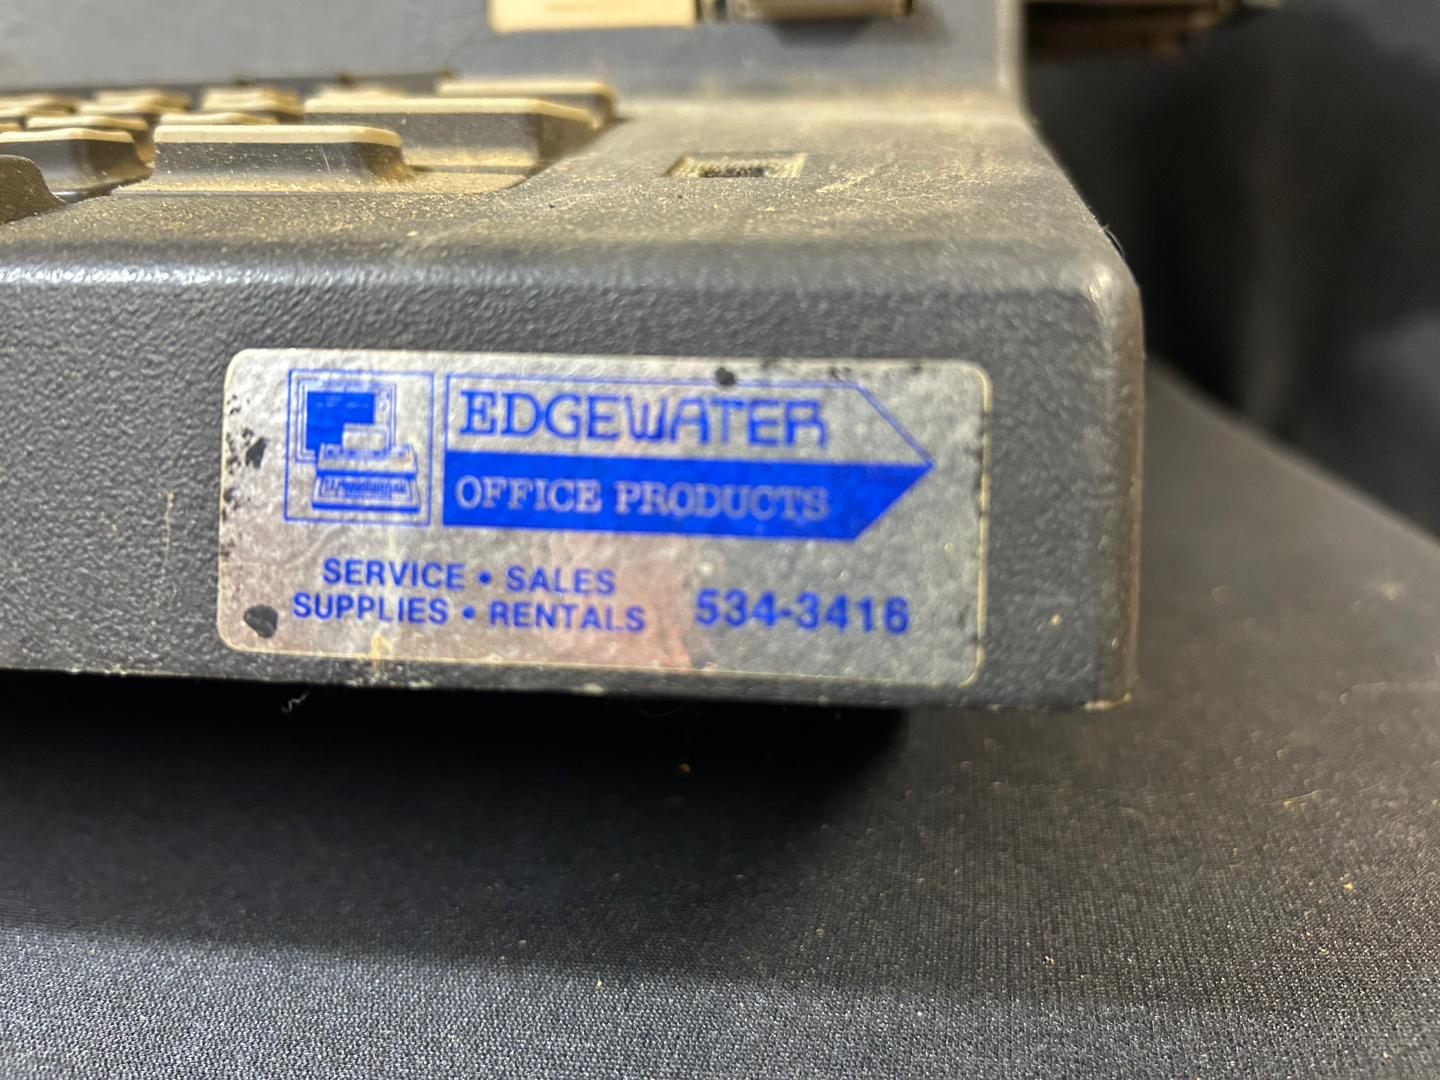 EDGEWATER
OFFICE PRODUCTS
SERVICE • SALES
SUPPLIES • RENTALS
534-3416